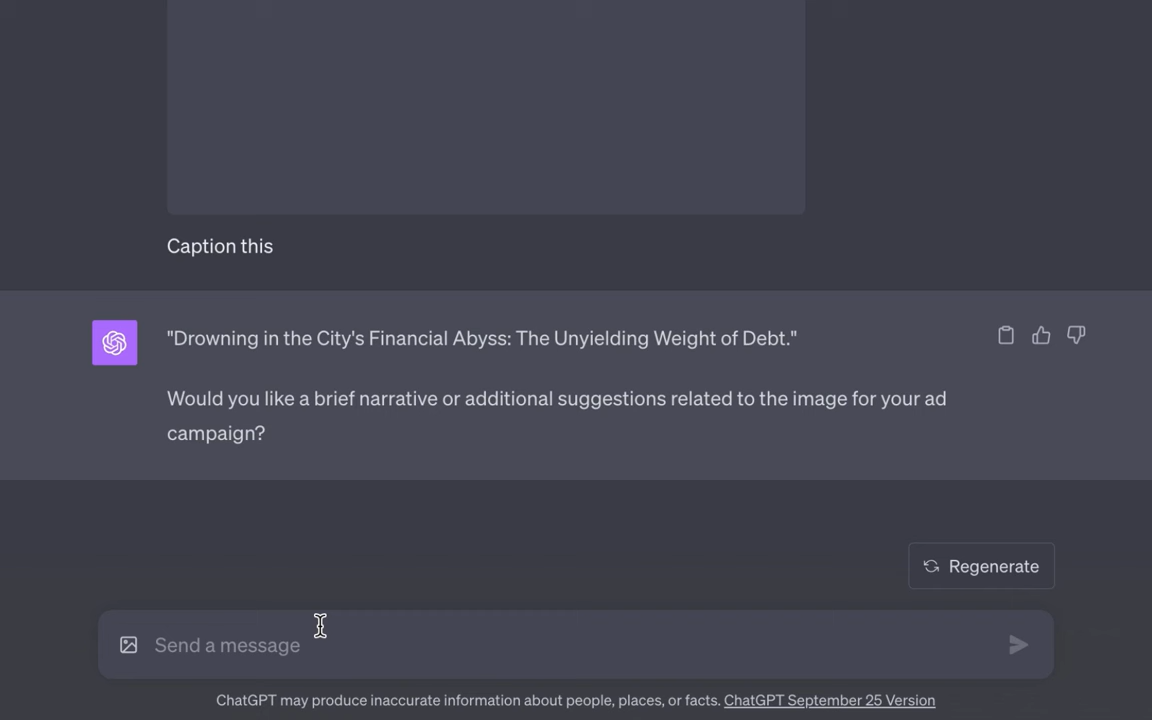 Caption this
"Drowning in the City's Financial Abyss: The Unyielding Weight of Debt."
Would you like a brief narrative or additional suggestions related to the image for your ad
campaign?
Regenerate
Send a message
ChatGPT may produce inaccurate information about people, places, or facts. ChatGPT September 25 Version